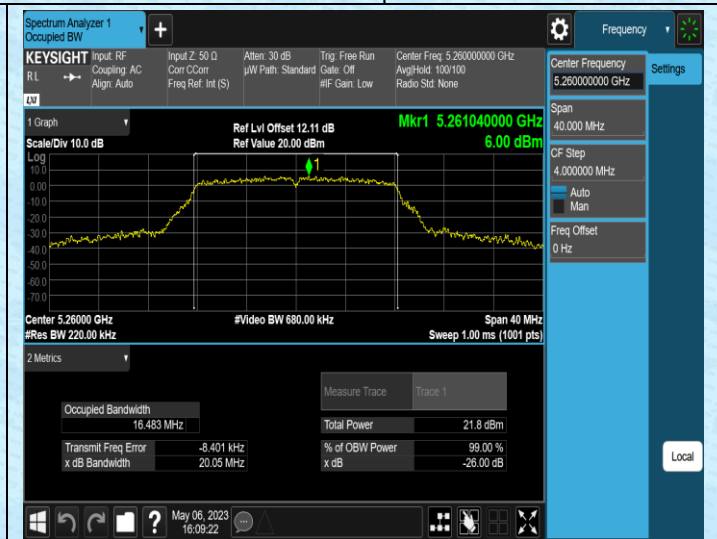 Spectrum Analyzer 1
Occupied BW
+
Frequency
KEYSIGHT
R L
LXI
Input: RF
Coupling: AC
Align: Auto
Input Z: 50 Ω
Corr CCorr
Freq Ref: Int (S)
Atten: 30 dB
µW Path: Standard
Trig: Free Run
Gate: Off
#IF Gain: Low
Center Freq: 5.260000000 GHz
Avg|Hold: 100/100
Radio Std: None
Center Frequency
5.260000000 GHz
Settings
Span
40.000 MHz
CF Step
4.000000 MHz
Auto
Man
Freq Offset
0 Hz
1 Graph
Scale/Div 10.0 dB
Ref Lvl Offset 12.11 dB
Ref Value 20.00 dBm
Mkr1 5.261040000 GHz
6.00 dBm
Log
10.0
0.00
-10.0
-20.0
-30.0
-40.0
-50.0
-60.0
-70.0
1
Center 5.26000 GHz
#Res BW 220.00 kHz
#Video BW 680.00 kHz
Span 40 MHz
Sweep 1.00 ms (1001 pts)
2 Metrics
Measure Trace
Trace 1
Occupied Bandwidth
16.483 MHz
Total Power 21.8 dBm
Transmit Freq Error -8.401 kHz
% of OBW Power 99.00 %
x dB Bandwidth 20.05 MHz
x dB -26.00 dB
Local
?
May 06, 2023
16:09:22